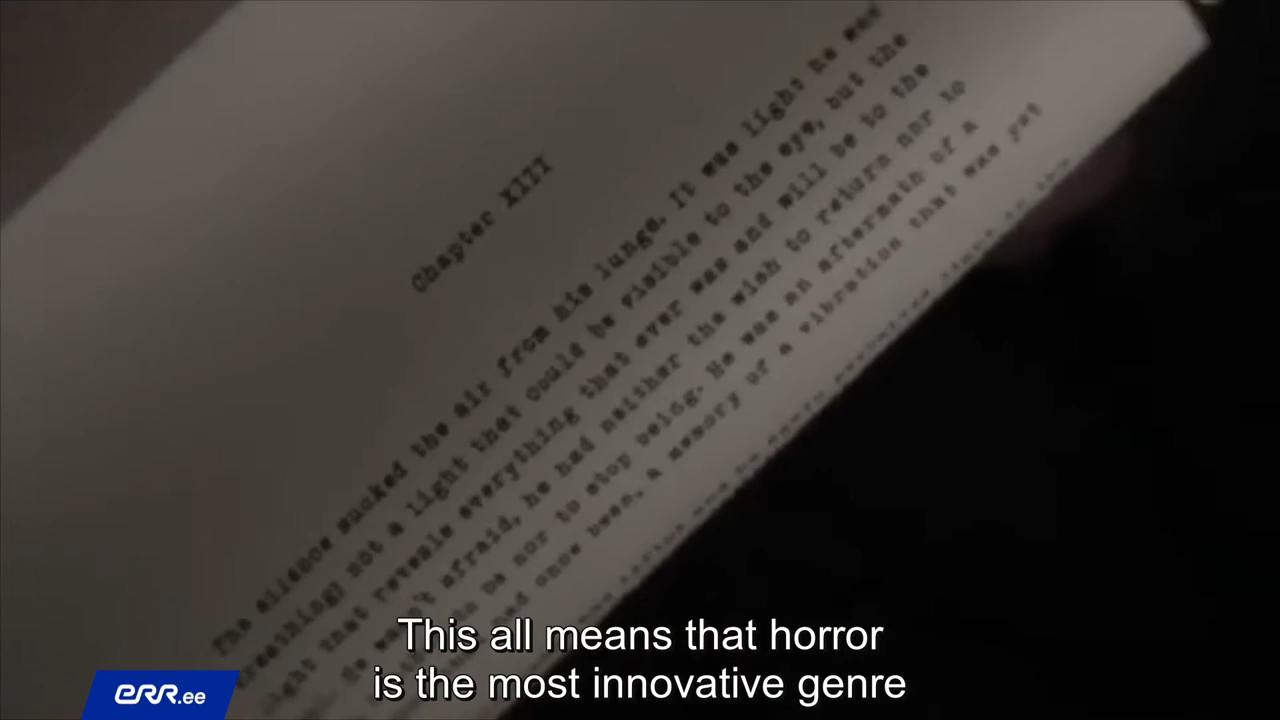 Chapter XIII
The silence sucked the air from his lungs. It was light he was
breathing; not a light that could be visible to the eye, but the
light that reveals everything that ever was and will be to the
afraid, he had neither the wish to return nor to
be nor to stop being. He was an aftermath of a
once been, a memory of a vibration that was yet
This all means that horror
is the most innovative genre
err.ee